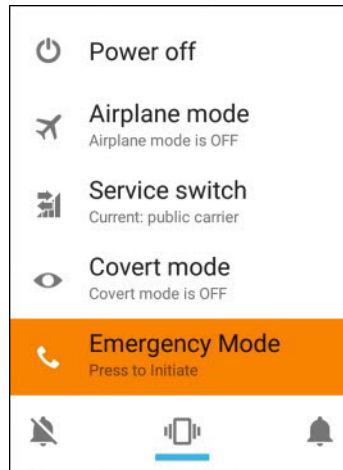 Power off
Airplane mode
Airplane mode is OFF
Service switch
Current: public carrier
Covert mode
Covert mode is OFF
Emergency Mode
Press to Initiate